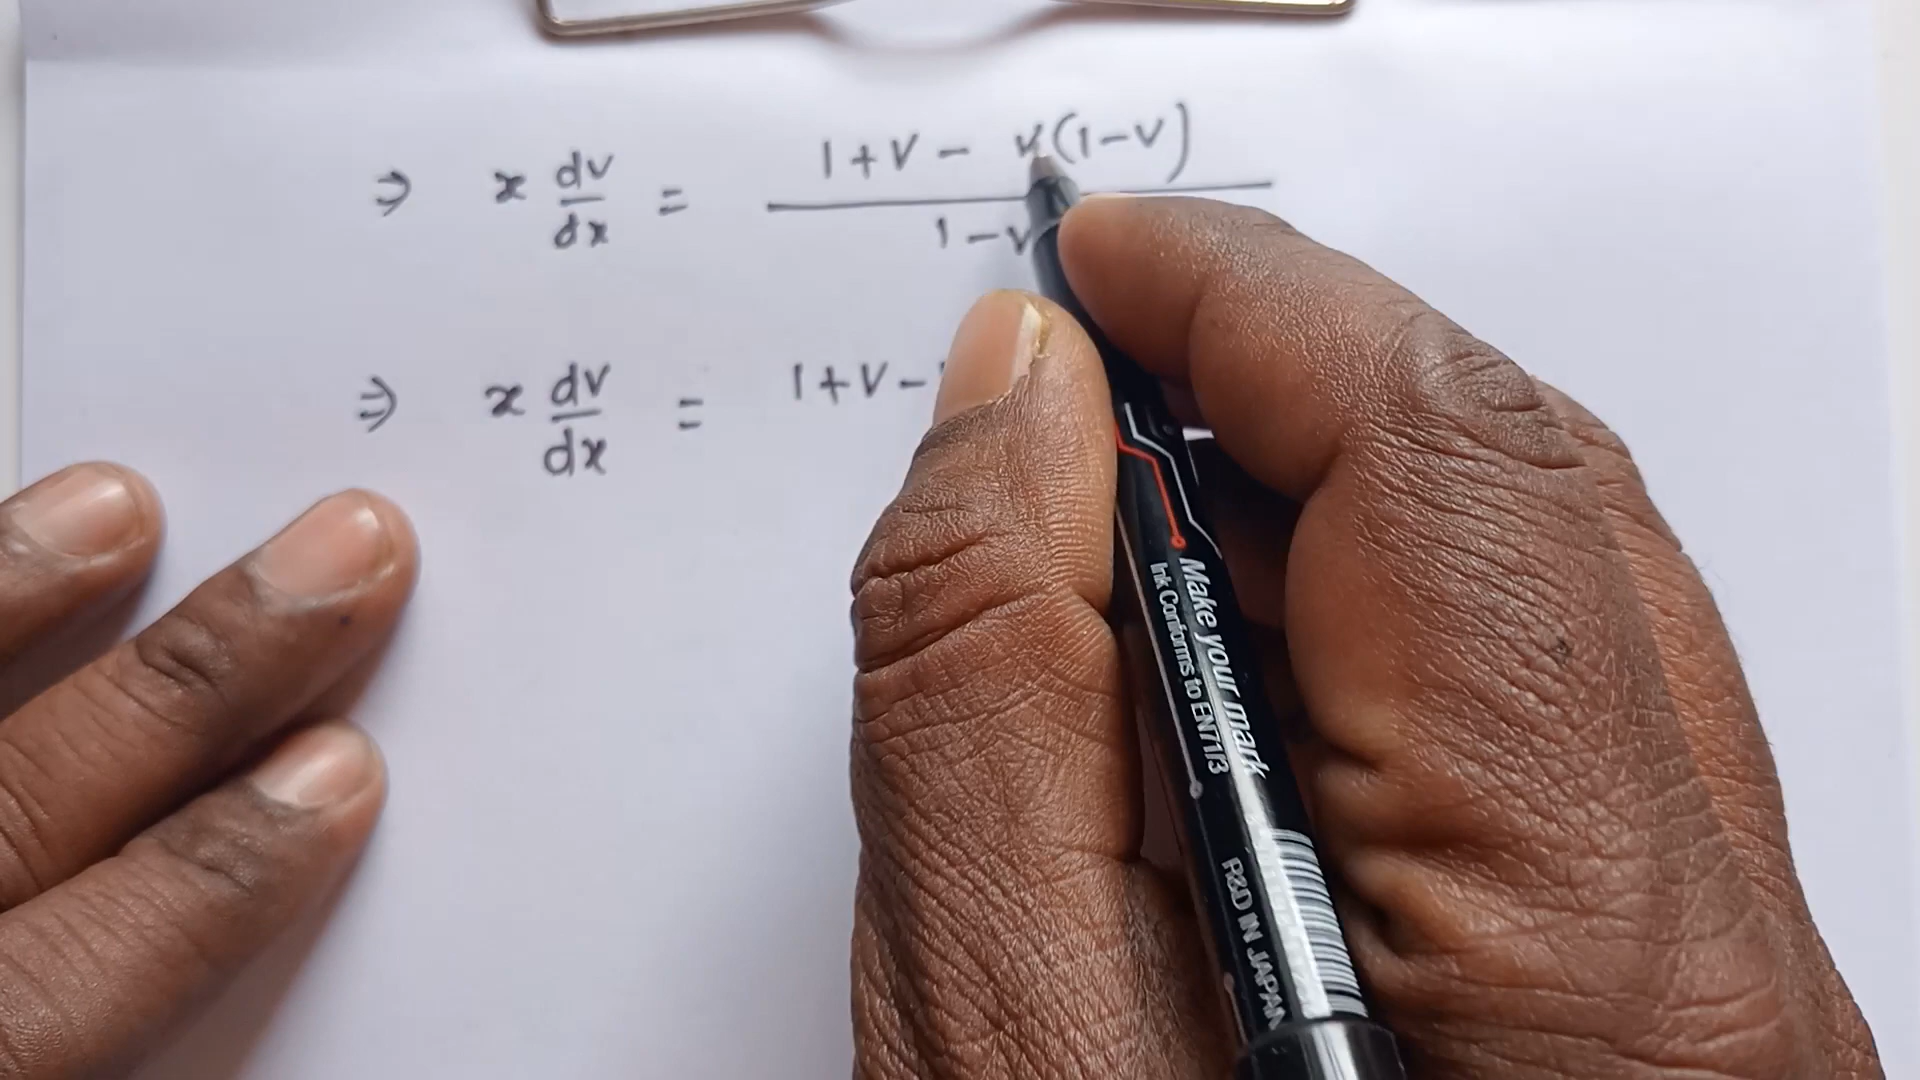 ⇒ x dv/dx = 1+v- v(1-v) / 1-v
⇒ x dv/dx = 1+v-
Make your mark
Ink Conforms to EN71/3
R&D IN JAPAN